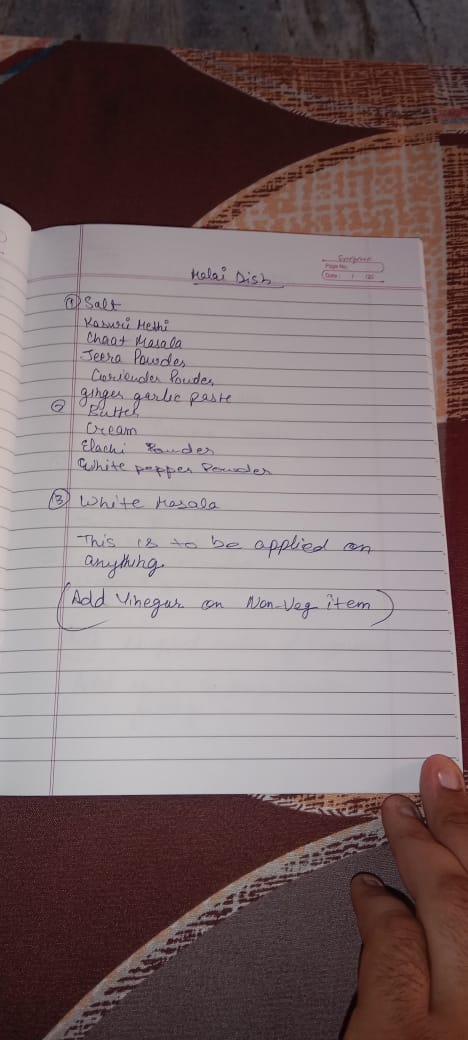 Evergreen
Page No.
Date: / /20
Malai Dish
① Salt
Kasuri Methi
Chaat Masala
Jeera Powder
Coriender Powder
ginger garlic paste
② Butter
Cream
Elachi Powder
White pepper Powder
③ White Masala
This is to be applied on
anything.
(Add Vinegar on Non-Veg item)